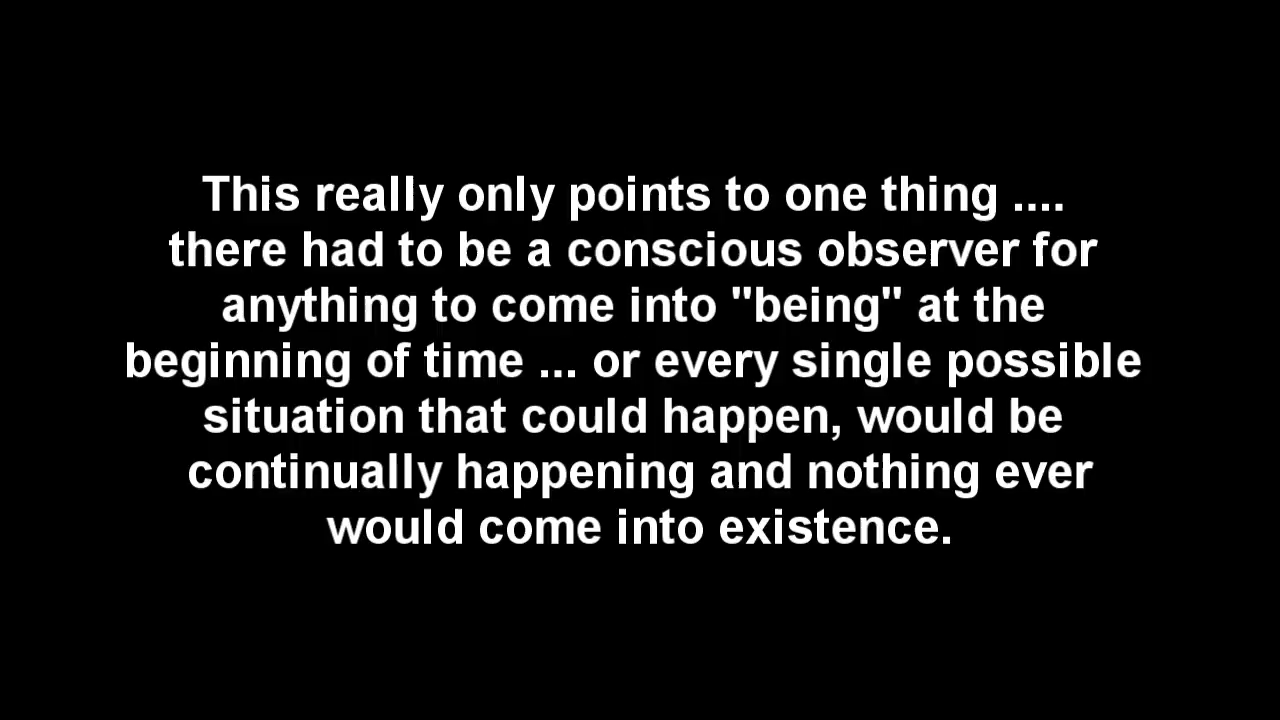 This really only points to one thing ....
there had to be a conscious observer for
anything to come into "being" at the
beginning of time ... or every single possible
situation that could happen, would be
continually happening and nothing ever
would come into existence.